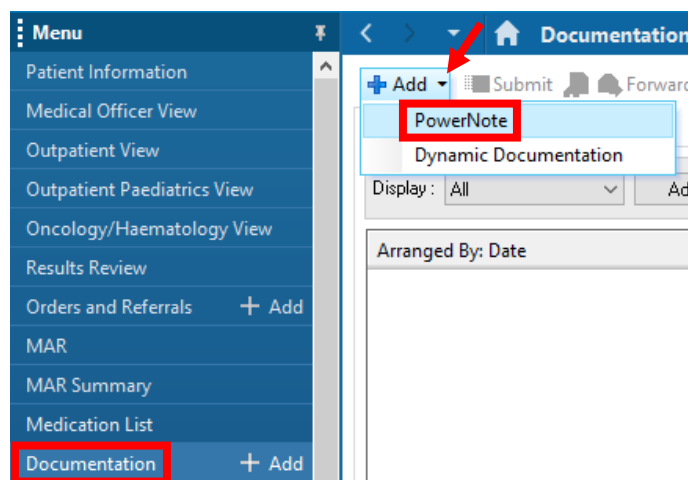 Menu
Patient Information
Medical Officer View
Outpatient View
Outpatient Paediatrics View
Oncology/Haematology View
Results Review
Orders and Referrals + Add
MAR
MAR Summary
Medication List
Documentation + Add
Documentation
Add Submit Forward
PowerNote
Dynamic Documentation
Display : All Ad
Arranged By: Date